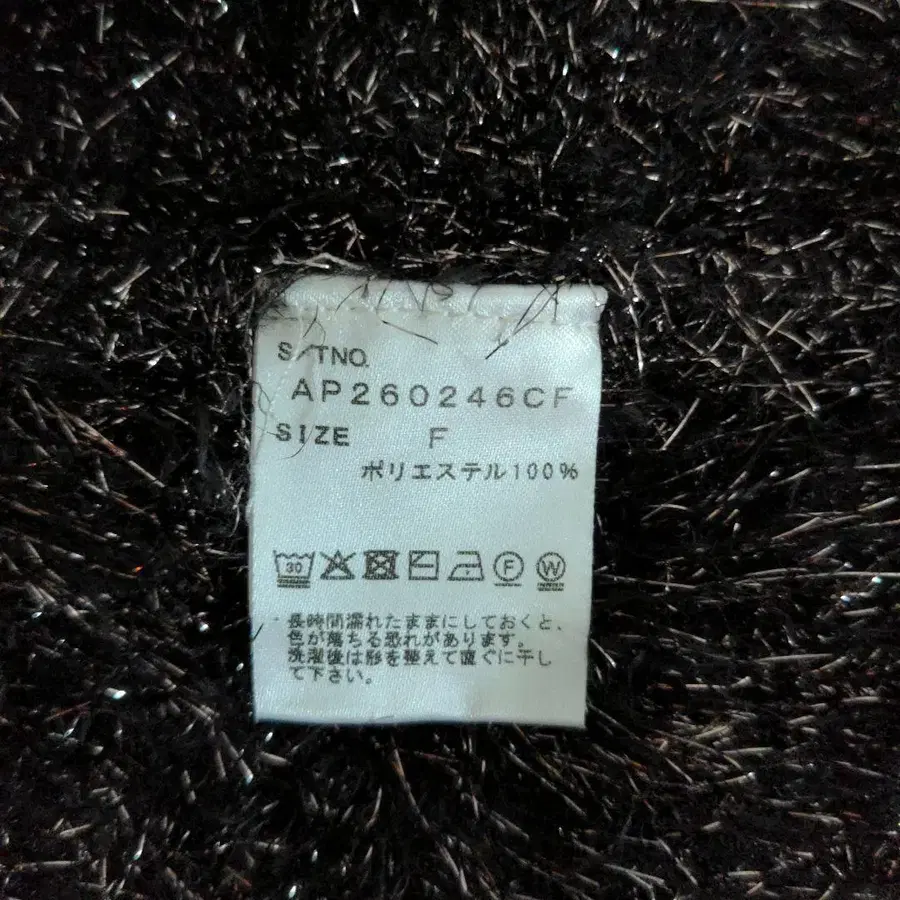 S/TNO.
AP260246CF
SIZE F
ポリエステル100%
30 F W
・長時間濡れたままにしておくと、
色が落ちる恐れがあります。
洗濯後は形を整えて直ぐに干し
て下さい。